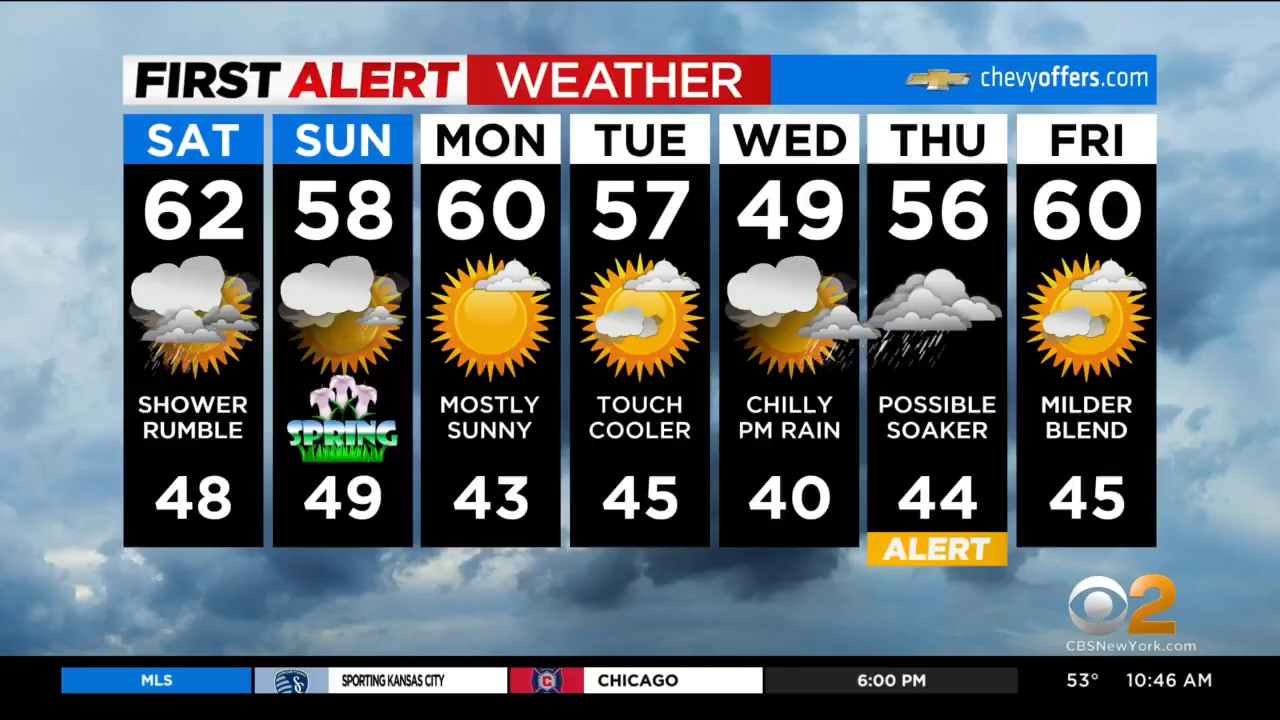 FIRST ALERT WEATHER
chevyoffers.com
SAT SUN MON TUE WED THU FRI
62 58 60 57 49 56 60
SHOWER RUMBLE
SPRING
MOSTLY SUNNY
TOUCH COOLER
CHILLY PM RAIN
POSSIBLE SOAKER
MILDER BLEND
48 49 43 45 40 44 45
ALERT
2
CBSNewYork.com
MLS SPORTING KANSAS CITY CHICAGO 6:00 PM 53° 10:46 AM